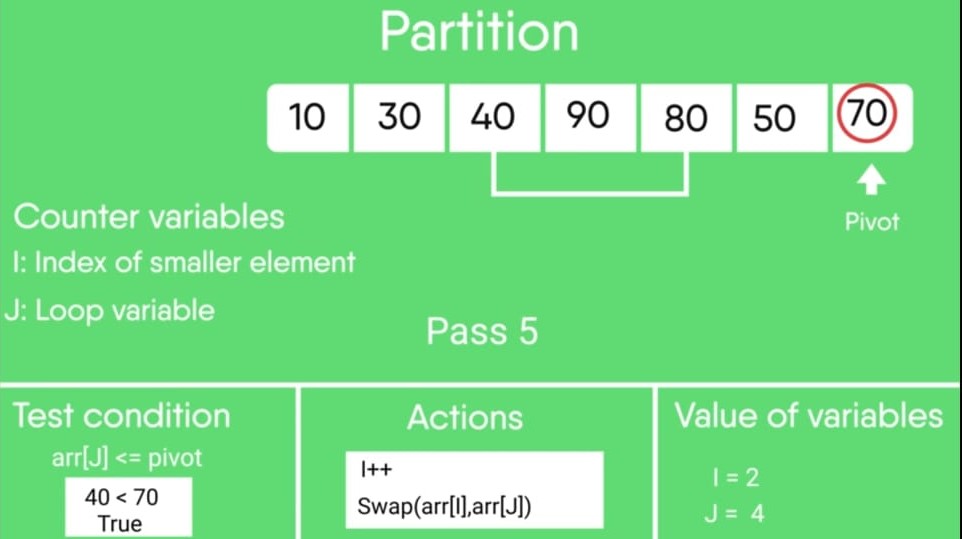 Partition
10 30 40 90 80 50 70
Pivot
Counter variables
I: Index of smaller element
J: Loop variable
Pass 5
Test condition
arr[J] <= pivot
40 < 70
True
Actions
I++
Swap(arr[I],arr[J])
Value of variables
I = 2
J = 4